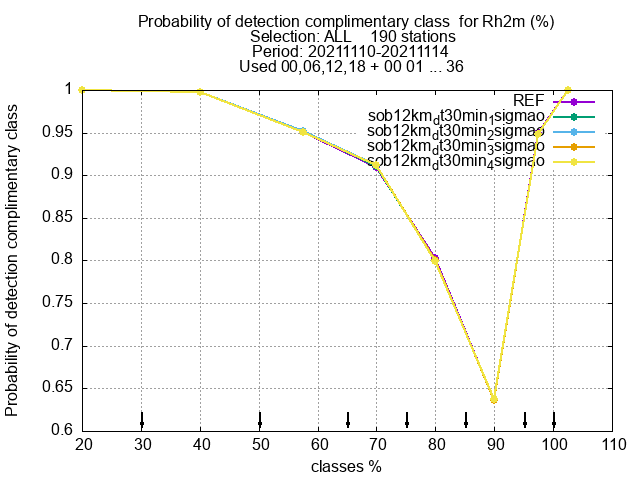 Probability of detection complimentary class  for Rh2m (%)
Selection: ALL    190 stations
Period: 20211110-20211114
Used 00,06,12,18 + 00 01 ... 36
Probability of detection complimentary class
1
0.95
0.9
0.85
0.8
0.75
0.7
0.65
0.6
REF
sob12km_dt30min_1sigmao
sob12km_dt30min_2sigmao
sob12km_dt30min_3sigmao
sob12km_dt30min_4sigmao
20 30 40 50 60 70 80 90 100 110
classes %